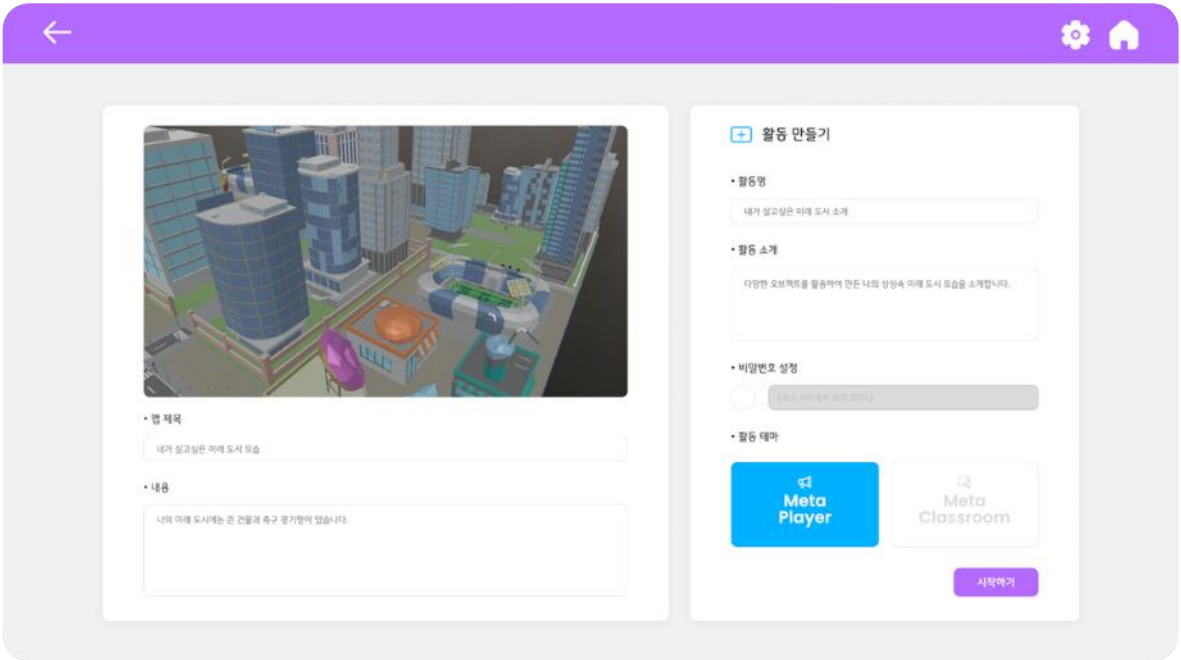 • 맵 제목
내가 살고싶은 미래 도시 모습
• 내용
나의 미래 도시에는 큰 건물과 축구 경기장이 있습니다.
활동 만들기
• 활동명
내가 살고싶은 미래 도시 소개
• 활동 소개
다양한 오브젝트를 활용하여 만든 나의 상상속 미래 도시 모습을 소개합니다.
• 비밀번호 설정
• 활동 테마
Meta
Player
Meta
Classroom
시작하기